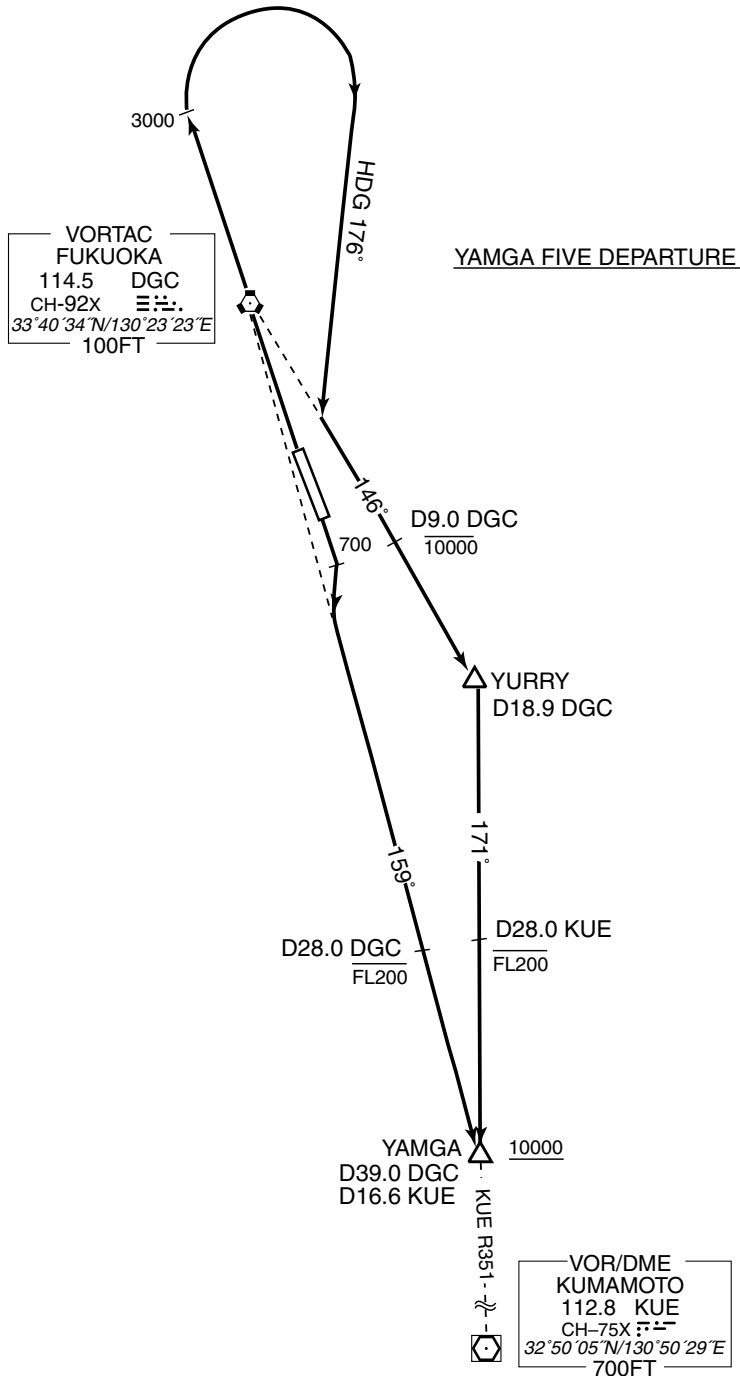 3000
HDG 176°
YAMGA FIVE DEPARTURE
VORTAC
FUKUOKA
114.5 DGC
CH-92X
33°40´34˝N/130°23´23˝E
100FT
146°
D9.0 DGC
10000
700
YURRY
D18.9 DGC
171°
159°
D28.0 KUE
FL200
D28.0 DGC
FL200
YAMGA
10000
D39.0 DGC
D16.6 KUE
KUE R351
VOR/DME
KUMAMOTO
112.8 KUE
CH–75X
32°50´05˝N/130°50´29˝E
700FT